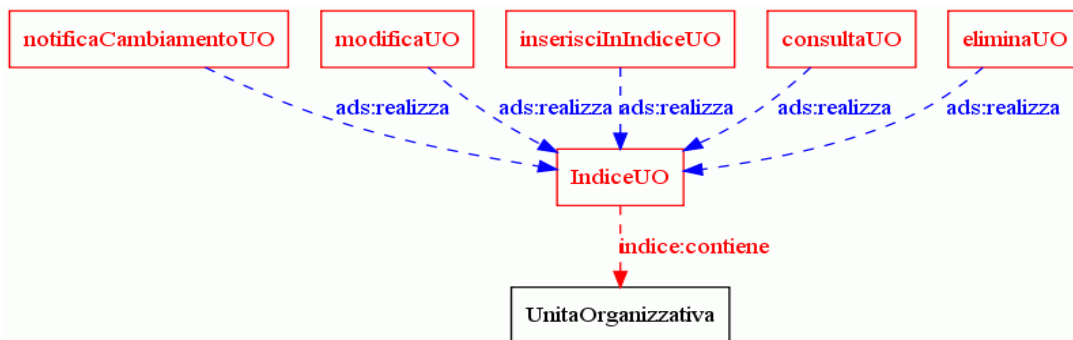 notificaCambiamentoUO
modificaUO
inserisciInIndiceUO
consultaUO
eliminaUO
ads:realizza
ads:realizza
ads:realizza
ads:realizza
ads:realizza
IndiceUO
indice:contiene
UnitaOrganizzativa